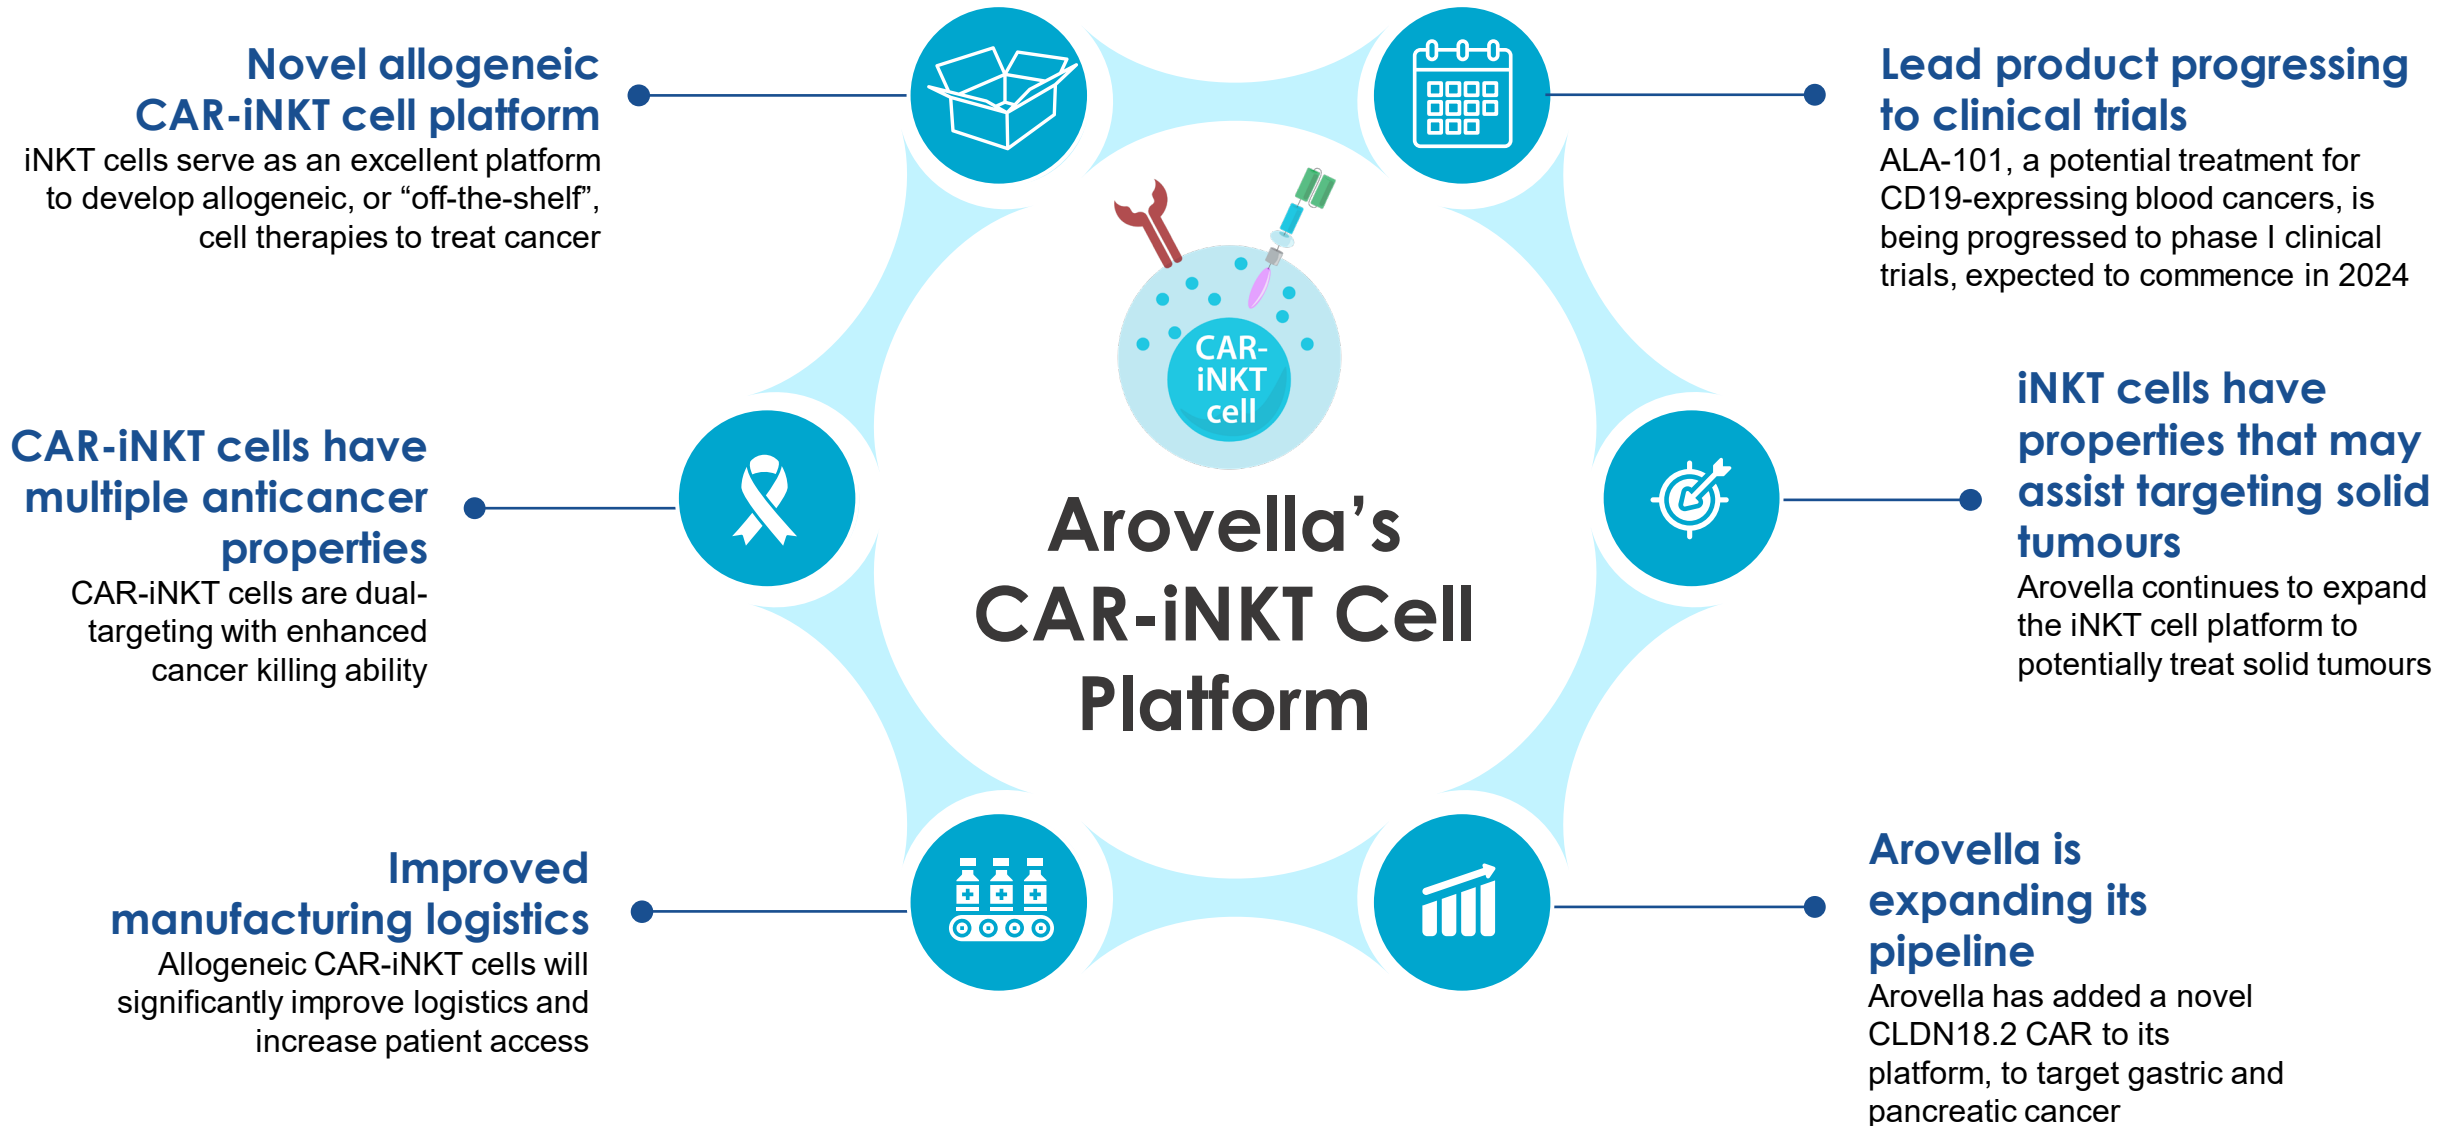 Novel allogeneic
CAR-iNKT cell platform
iNKT cells serve as an excellent platform
to develop allogeneic, or “off-the-shelf”,
cell therapies to treat cancer
CAR-iNKT cells have
multiple anticancer
properties
CAR-iNKT cells are dual-
targeting with enhanced
cancer killing ability
Improved
manufacturing logistics
Allogeneic CAR-iNKT cells will
significantly improve logistics and
increase patient access
CAR-
iNKT
cell
Arovella’s
CAR-iNKT Cell
Platform
Lead product progressing
to clinical trials
ALA-101, a potential treatment for
CD19-expressing blood cancers, is
being progressed to phase I clinical
trials, expected to commence in 2024
iNKT cells have
properties that may
assist targeting solid
tumours
Arovella continues to expand
the iNKT cell platform to
potentially treat solid tumours
Arovella is
expanding its
pipeline
Arovella has added a novel
CLDN18.2 CAR to its
platform, to target gastric and
pancreatic cancer